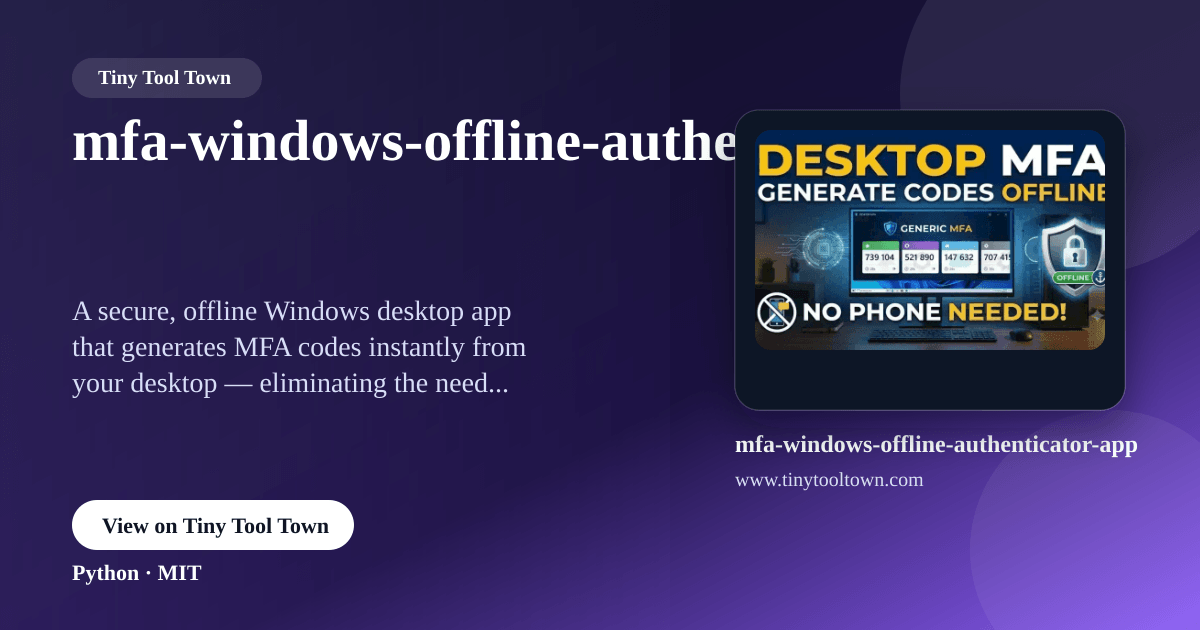 Tiny Tool Town
mfa-windows-offline-authe
A secure, offline Windows desktop app
that generates MFA codes instantly from
your desktop — eliminating the need...
View on Tiny Tool Town
Python · MIT
DESKTOP MFA
GENERATE CODES OFFLINE
GENERIC MFA
739 104
521 890
147 632
707 415
OFFLINE
NO PHONE NEEDED!
mfa-windows-offline-authenticator-app
www.tinytooltown.com